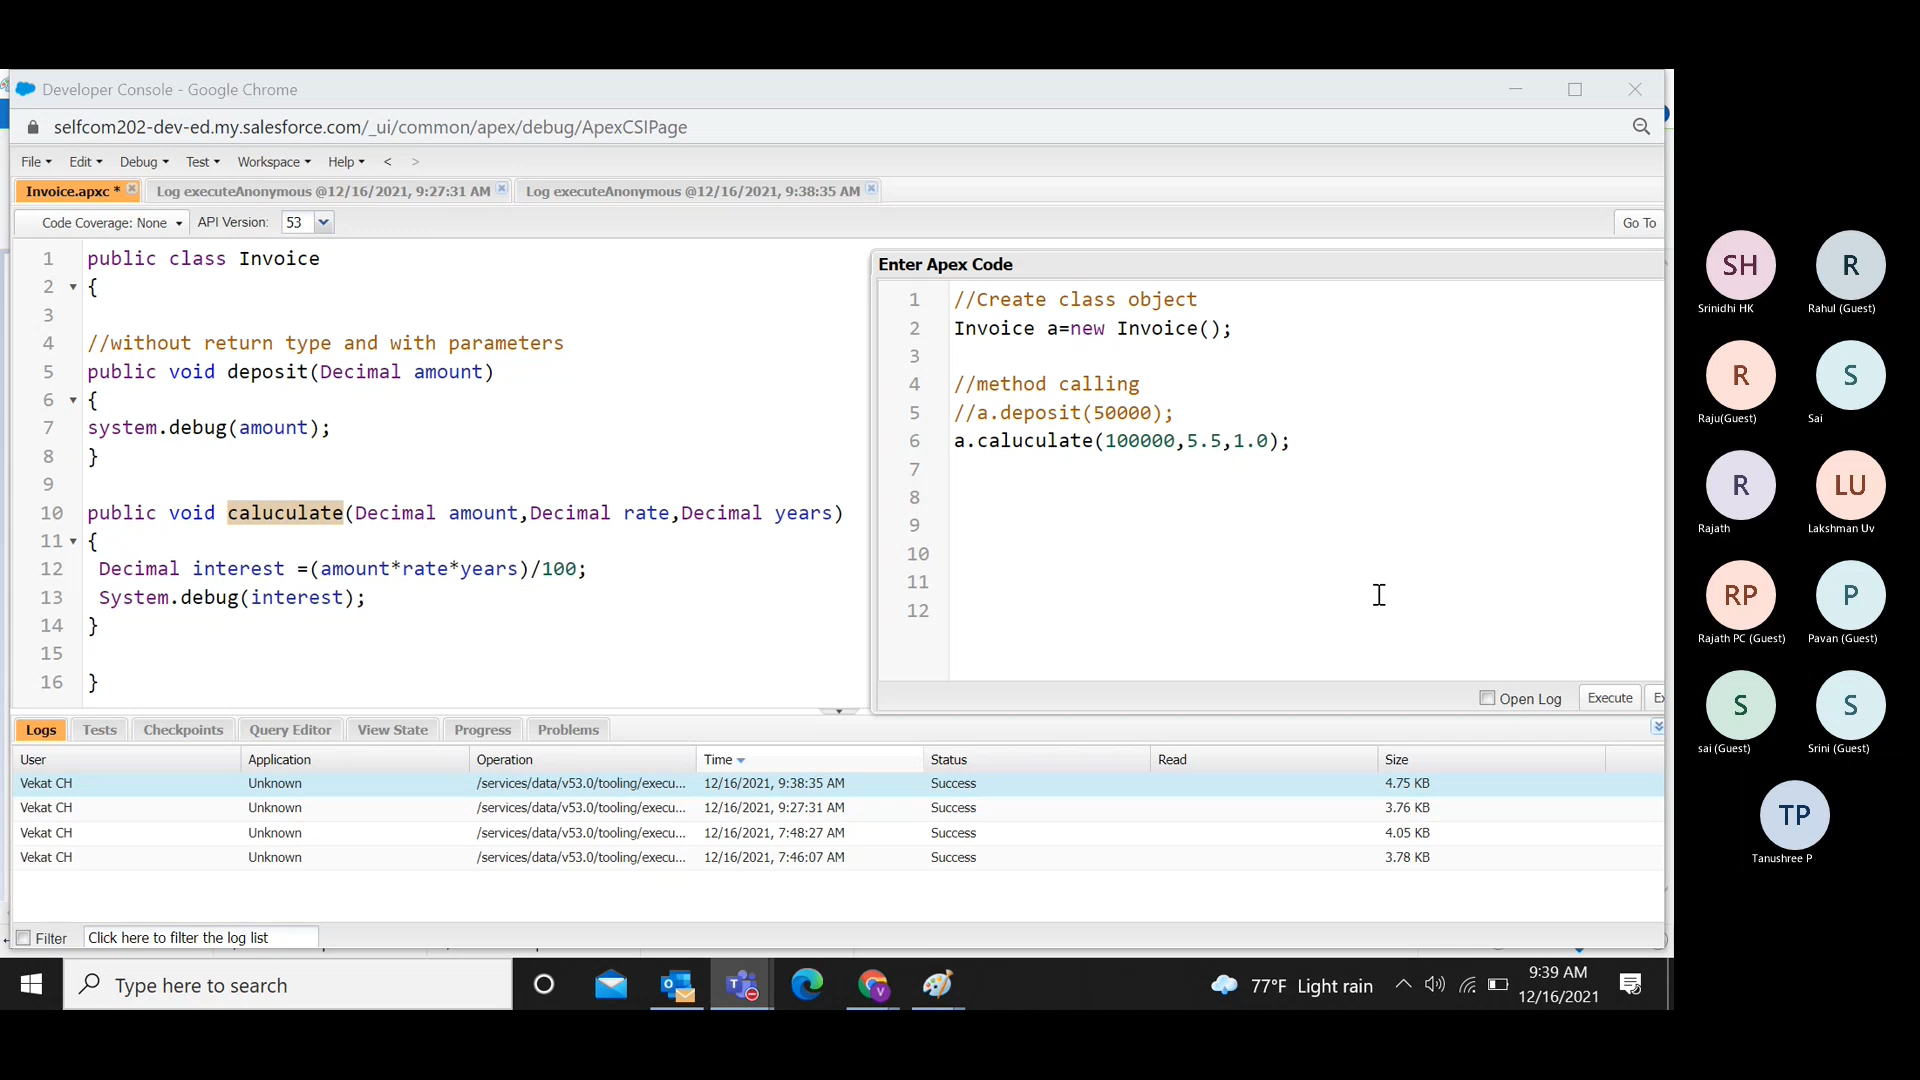 Developer Console - Google Chrome
selfcom202-dev-ed.my.salesforce.com/_ui/common/apex/debug/ApexCSIPage
File Edit Debug Test Workspace Help < >
Invoice.apxc * Log executeAnonymous @12/16/2021, 9:27:31 AM Log executeAnonymous @12/16/2021, 9:38:35 AM
Code Coverage: None API Version: 53 Go To
1 public class Invoice
2 {
3
4 //without return type and with parameters
5 public void deposit(Decimal amount)
6 {
7 system.debug(amount);
8 }
9
10 public void caluculate(Decimal amount,Decimal rate,Decimal years)
11 {
12 Decimal interest =(amount*rate*years)/100;
13 System.debug(interest);
14 }
15
16 }
Enter Apex Code
1 //Create class object
2 Invoice a=new Invoice();
3
4 //method calling
5 //a.deposit(50000);
6 a.caluculate(100000,5.5,1.0);
7
8
9
10
11
12
Open Log Execute Ex
Logs Tests Checkpoints Query Editor View State Progress Problems
User Application Operation Time Status Read Size
Vekat CH Unknown /services/data/v53.0/tooling/execu... 12/16/2021, 9:38:35 AM Success 4.75 KB
Vekat CH Unknown /services/data/v53.0/tooling/execu... 12/16/2021, 9:27:31 AM Success 3.76 KB
Vekat CH Unknown /services/data/v53.0/tooling/execu... 12/16/2021, 7:48:27 AM Success 4.05 KB
Vekat CH Unknown /services/data/v53.0/tooling/execu... 12/16/2021, 7:46:07 AM Success 3.78 KB
Filter Click here to filter the log list
Type here to search
77°F Light rain
9:39 AM
12/16/2021
SH R
Srinidhi HK Rahul (Guest)
R S
Raju(Guest) Sai
R LU
Rajath Lakshman Uv
RP P
Rajath PC (Guest) Pavan (Guest)
S S
sai (Guest) Srini (Guest)
TP
Tanushree P